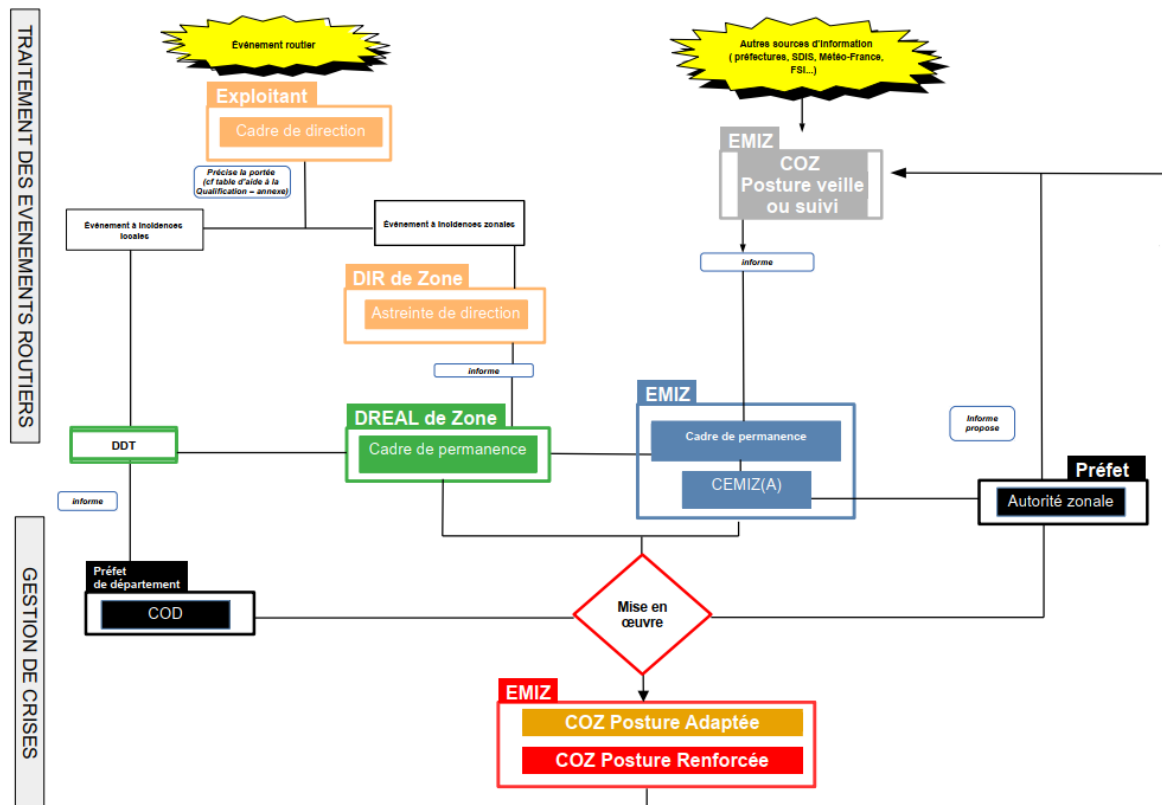 TRAITEMENT DES EVENEMENTS ROUTIERS
Événement routier
Autres sources d'information
( préfectures, SDIS, Météo-France,
FSI...)
Exploitant
Cadre de direction
EMIZ
COZ
Posture veille
ou suivi
Précise la portée
(cf table d'aide à la
Qualification – annexe)
Événement à incidences
locales
Événement à incidences zonales
informe
DIR de Zone
Astreinte de direction
informe
EMIZ
DREAL de Zone
Cadre de permanence
Cadre de permanence
CEMIZ(A)
Informe
propose
DDT
Préfet
Autorité zonale
informe
GESTION DE CRISES
Préfet
de département
COD
Mise en
œuvre
EMIZ
COZ Posture Adaptée
COZ Posture Renforcée